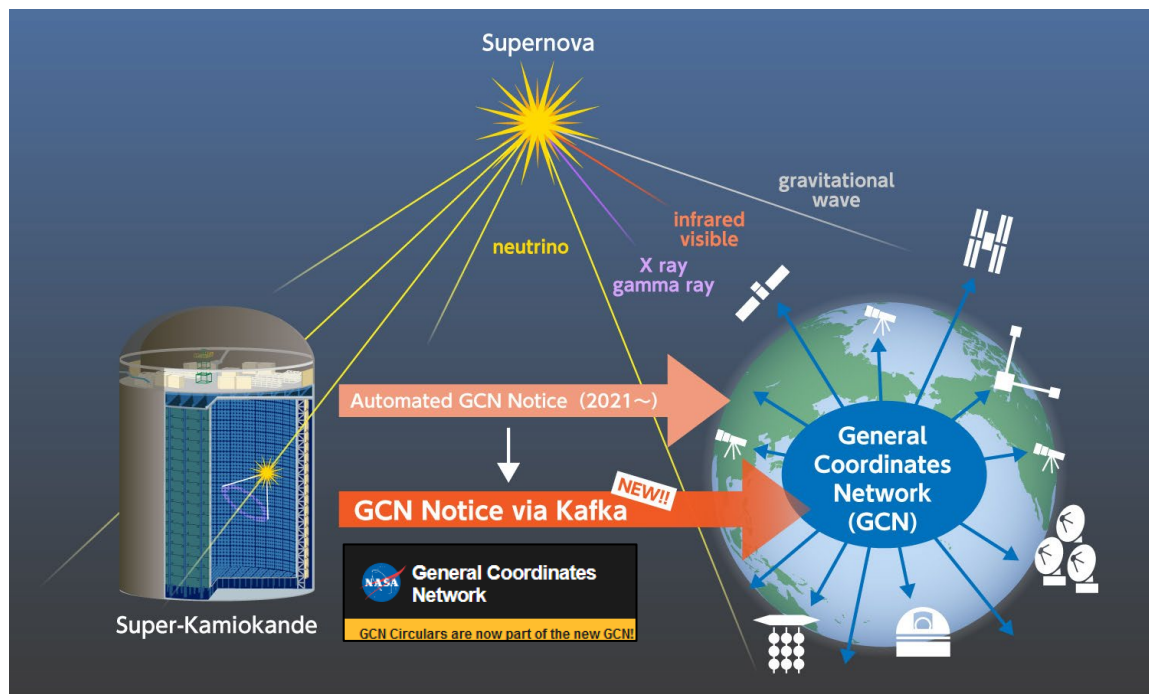 Supernova
gravitational
wave
infrared
visible
neutrino
X ray
gamma ray
Automated GCN Notice (2021～)
GCN Notice via Kafka
NEW!!
General
Coordinates
Network
(GCN)
NASA
General Coordinates
Network
GCN Circulars are now part of the new GCN!
Super-Kamiokande